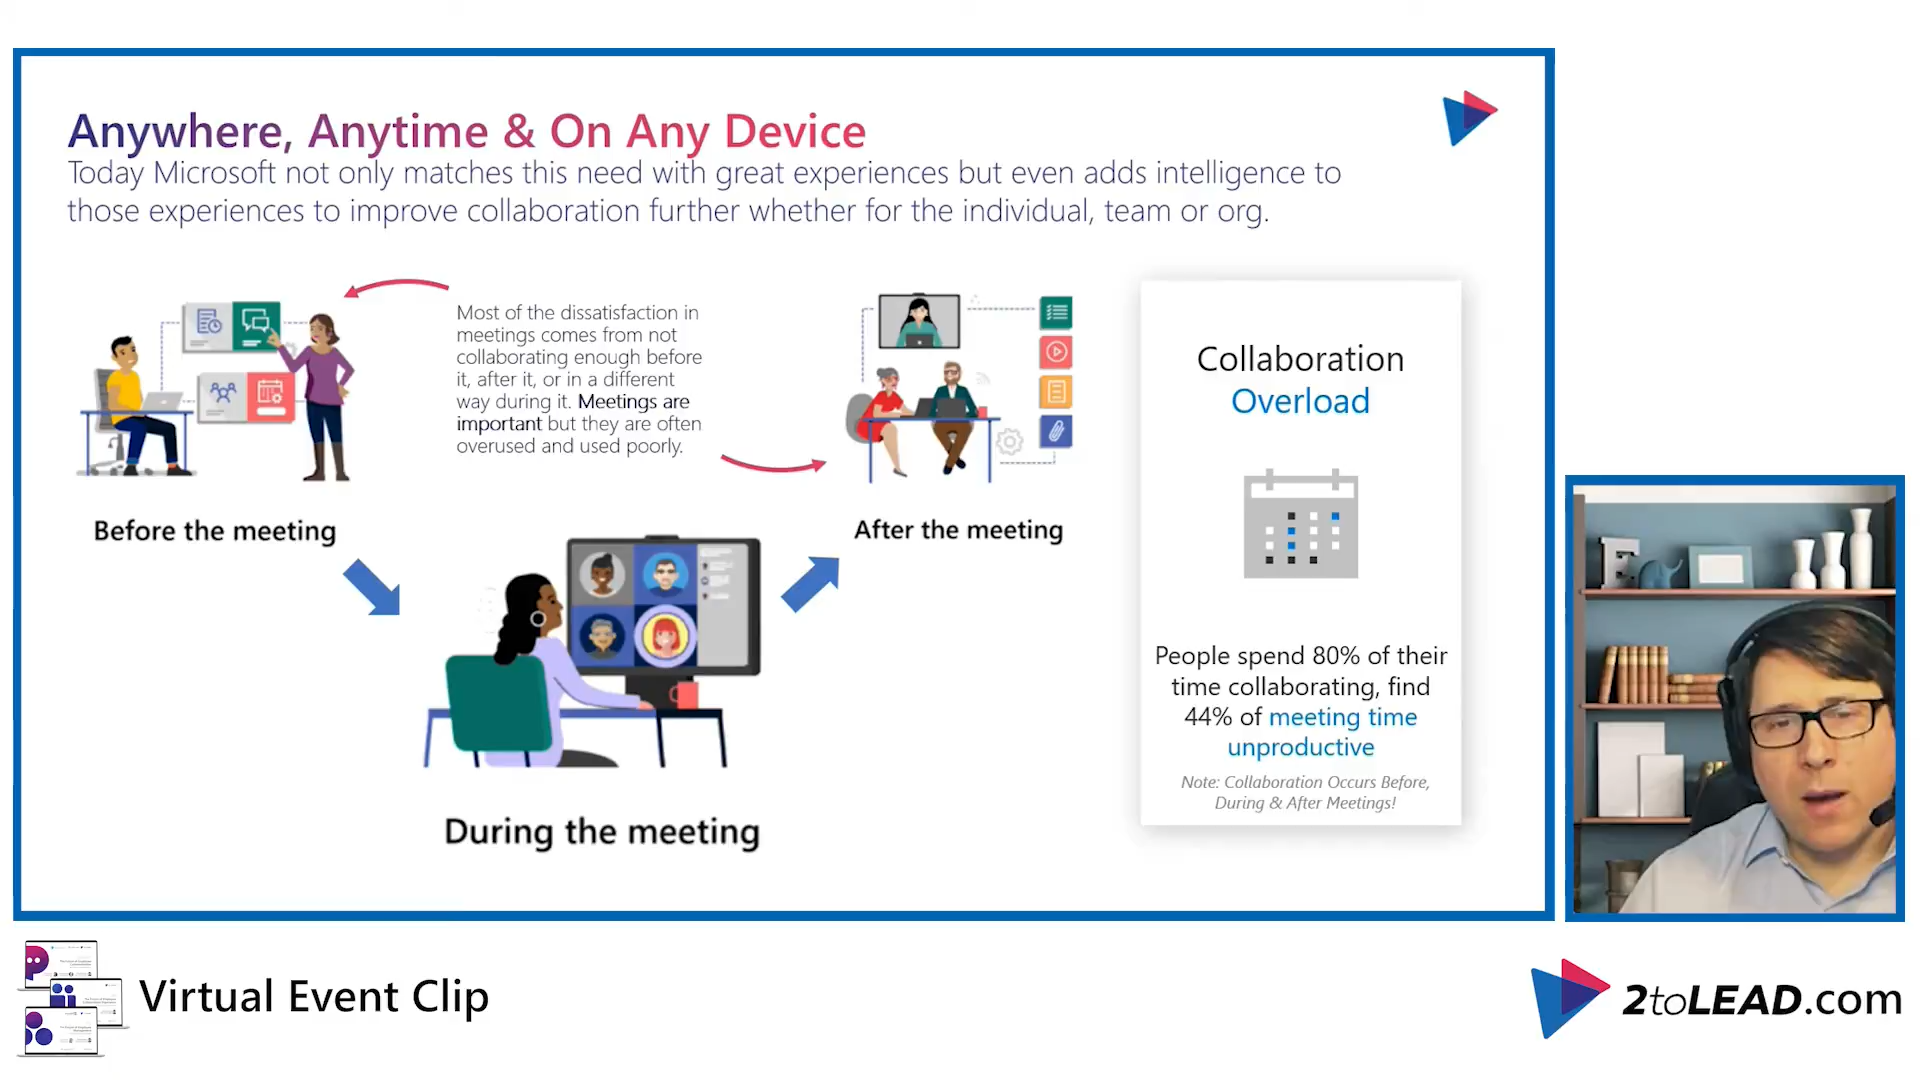 Anywhere, Anytime & On Any Device
Today Microsoft not only matches this need with great experiences but even adds intelligence to
those experiences to improve collaboration further whether for the individual, team or org.
Most of the dissatisfaction in
meetings comes from not
collaborating enough before
it, after it, or in a different
way during it. Meetings are
important but they are often
overused and used poorly.
Before the meeting
During the meeting
After the meeting
Collaboration
Overload
People spend 80% of their
time collaborating, find
44% of meeting time
unproductive
Note: Collaboration Occurs Before,
During & After Meetings!
E
Virtual Event Clip
2toLEAD.com